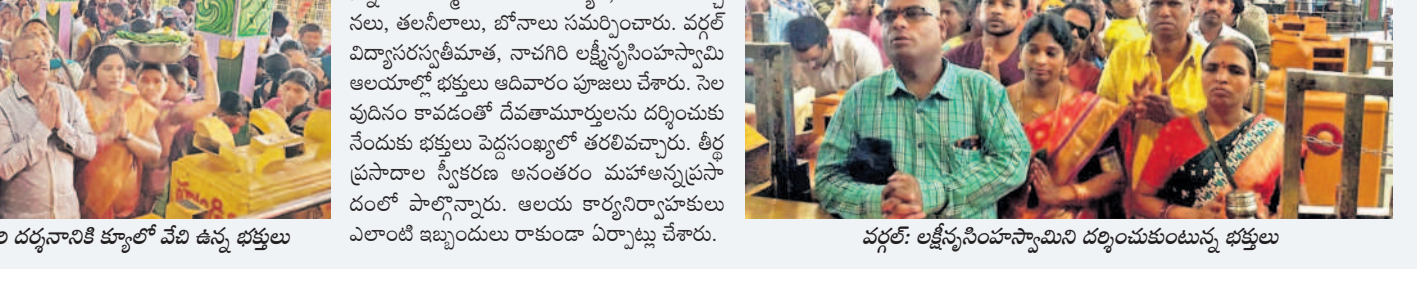 నలు, తలనీలాలు, బోనాలు సమర్పించారు. వర్గల్
విద్యాసరస్వతీమాత, నాచగిరి లక్ష్మీనృసింహస్వామి
ఆలయాల్లో భక్తులు ఆదివారం పూజలు చేశారు. సెల
వుదినం కావడంతో దేవతామూర్తులను దర్శించుకు
నేందుకు భక్తులు పెద్దసంఖ్యలో తరలివచ్చారు. తీర్థ
ప్రసాదాల స్వీకరణ అనంతరం మహాఅన్నప్రసా
దంలో పాల్గొన్నారు. ఆలయ కార్యనిర్వాహకులు
ఎలాంటి ఇబ్బందులు రాకుండా ఏర్పాట్లు చేశారు.
దర్శనానికి క్యూలో వేచి ఉన్న భక్తులు
వర్గల్: లక్ష్మీనృసింహస్వామిని దర్శించుకుంటున్న భక్తులు